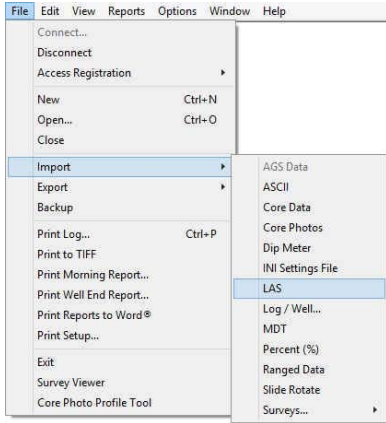 File Edit View Reports Options Window Help
Connect...
Disconnect
Access Registration
New Ctrl+N
Open... Ctrl+O
Close
Import
Export
Backup
Print Log... Ctrl+P
Print to TIFF
Print Morning Report...
Print Well End Report...
Print Reports to Word®
Print Setup...
Exit
Survey Viewer
Core Photo Profile Tool
AGS Data
ASCII
Core Data
Core Photos
Dip Meter
INI Settings File
LAS
Log / Well...
MDT
Percent (%)
Ranged Data
Slide Rotate
Surveys...